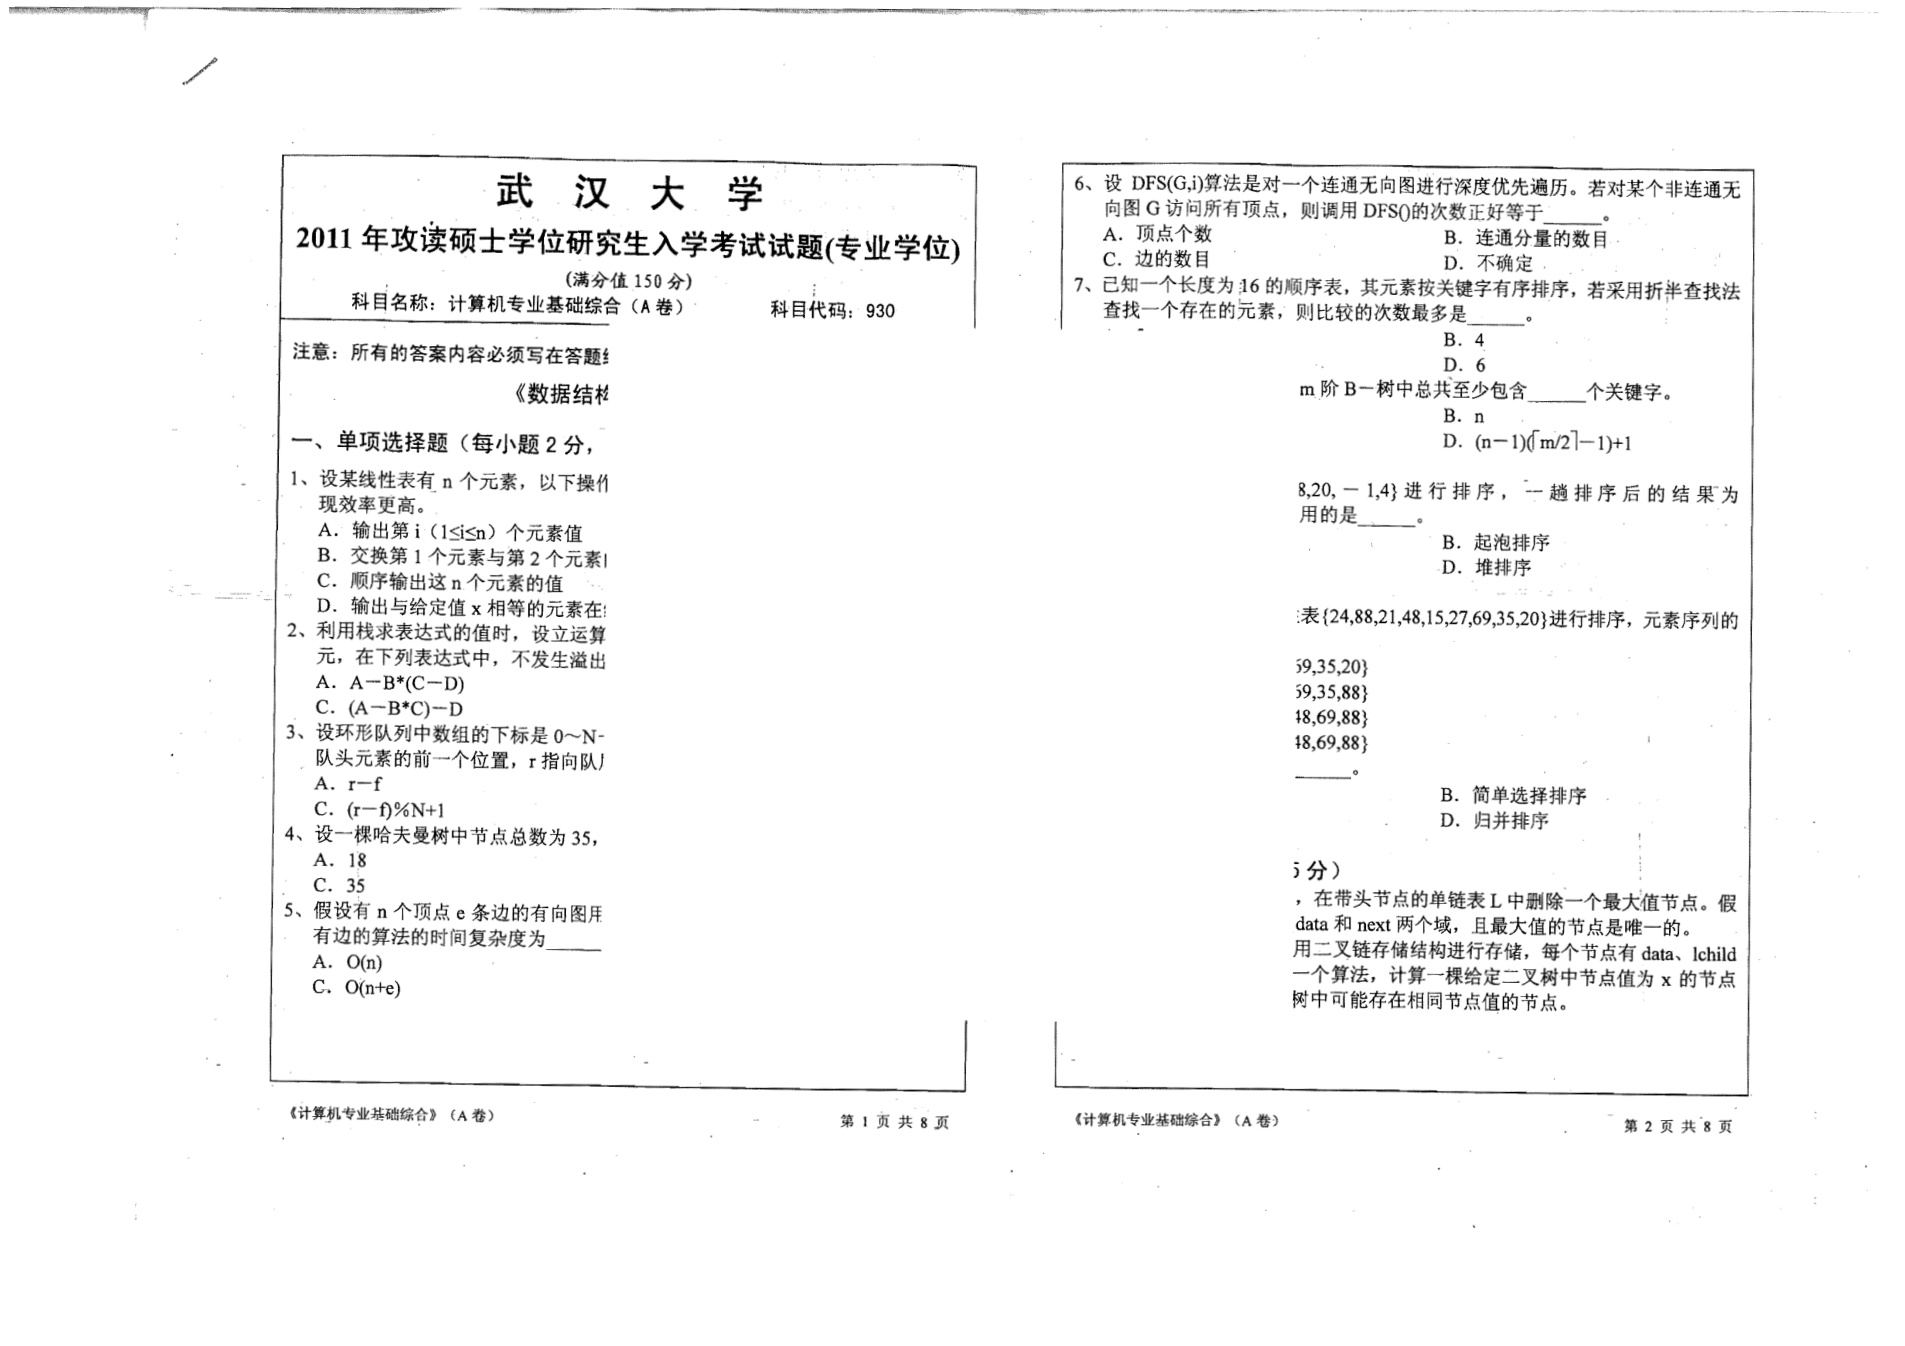 武 汉 大 学
2011 年攻读硕士学位研究生入学考试试题(专业学位)
(满分值 150 分)
科目名称：计算机专业基础综合（A 卷） 科目代码：930
注意：所有的答案内容必须写在答题
《数据结构
一、单项选择题（每小题 2 分，
1、设某线性表有 n 个元素，以下操作
现效率更高。
A．输出第 i（1≤i≤n）个元素值
B．交换第 1 个元素与第 2 个元素
C．顺序输出这 n 个元素的值
D．输出与给定值 x 相等的元素在
2、利用栈求表达式的值时，设立运算
元，在下列表达式中，不发生溢出
A．A－B*(C－D)
C．(A－B*C)－D
3、设环形队列中数组的下标是 0～N-
队头元素的前一个位置，r 指向队
A．r－f
C．(r－f)%N+1
4、设一棵哈夫曼树中节点总数为 35，
A．18
C．35
5、假设有 n 个顶点 e 条边的有向图用
有边的算法的时间复杂度为______
A．O(n)
C．O(n+e)
《计算机专业基础综合》（A 卷） 第 1 页 共 8 页
6、设 DFS(G,i)算法是对一个连通无向图进行深度优先遍历。若对某个非连通无
向图 G 访问所有顶点，则调用 DFS()的次数正好等于______。
A．顶点个数 B．连通分量的数目
C．边的数目 D．不确定
7、已知一个长度为 16 的顺序表，其元素按关键字有序排序，若采用折半查找法
查找一个存在的元素，则比较的次数最多是______。
B．4
D．6
m 阶 B－树中总共至少包含______个关键字。
B．n
D．(n－1)(⌈m/2⌉－1)+1
8,20,－1,4}进行排序，一趟排序后的结果为
用的是______。
B．起泡排序
D．堆排序
表{24,88,21,48,15,27,69,35,20}进行排序，元素序列的
69,35,20}
69,35,88}
48,69,88}
48,69,88}
______。
B．简单选择排序
D．归并排序
5 分）
，在带头节点的单链表 L 中删除一个最大值节点。假
data 和 next 两个域，且最大值的节点是唯一的。
用二叉链存储结构进行存储，每个节点有 data、lchild
一个算法，计算一棵给定二叉树中节点值为 x 的节点
树中可能存在相同节点值的节点。
《计算机专业基础综合》（A 卷） 第 2 页 共 8 页